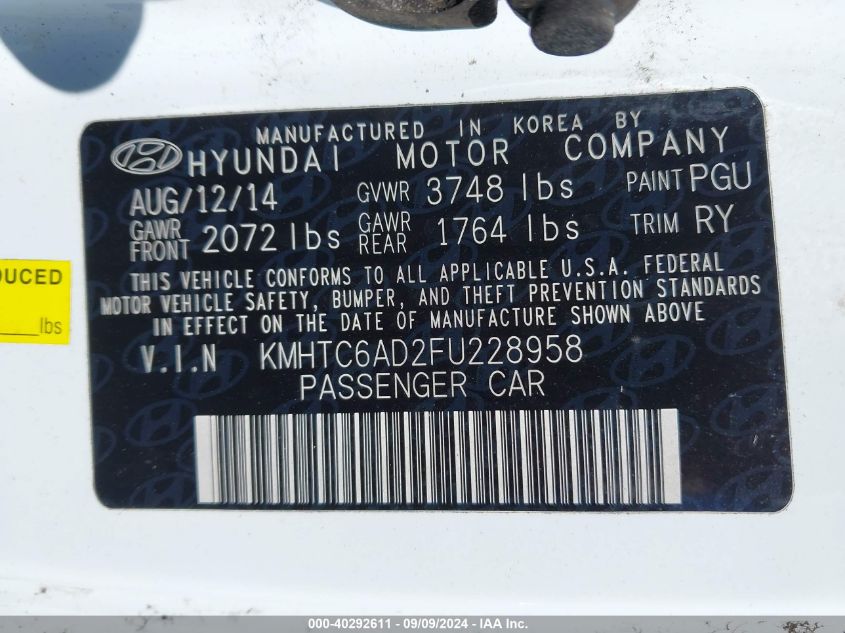 MANUFACTURED IN KOREA BY
HYUNDAI MOTOR COMPANY
AUG/12/14 GVWR 3748 lbs PAINT PGU
GAWR FRONT 2072 lbs GAWR REAR 1764 lbs TRIM RY
THIS VEHICLE CONFORMS TO ALL APPLICABLE U.S.A. FEDERAL
MOTOR VEHICLE SAFETY, BUMPER, AND THEFT PREVENTION STANDARDS
IN EFFECT ON THE DATE OF MANUFACTURE SHOWN ABOVE
V.I.N KMHTC6AD2FU228958
PASSENGER CAR
lbs
000-40292611 - 09/09/2024 - IAA Inc.